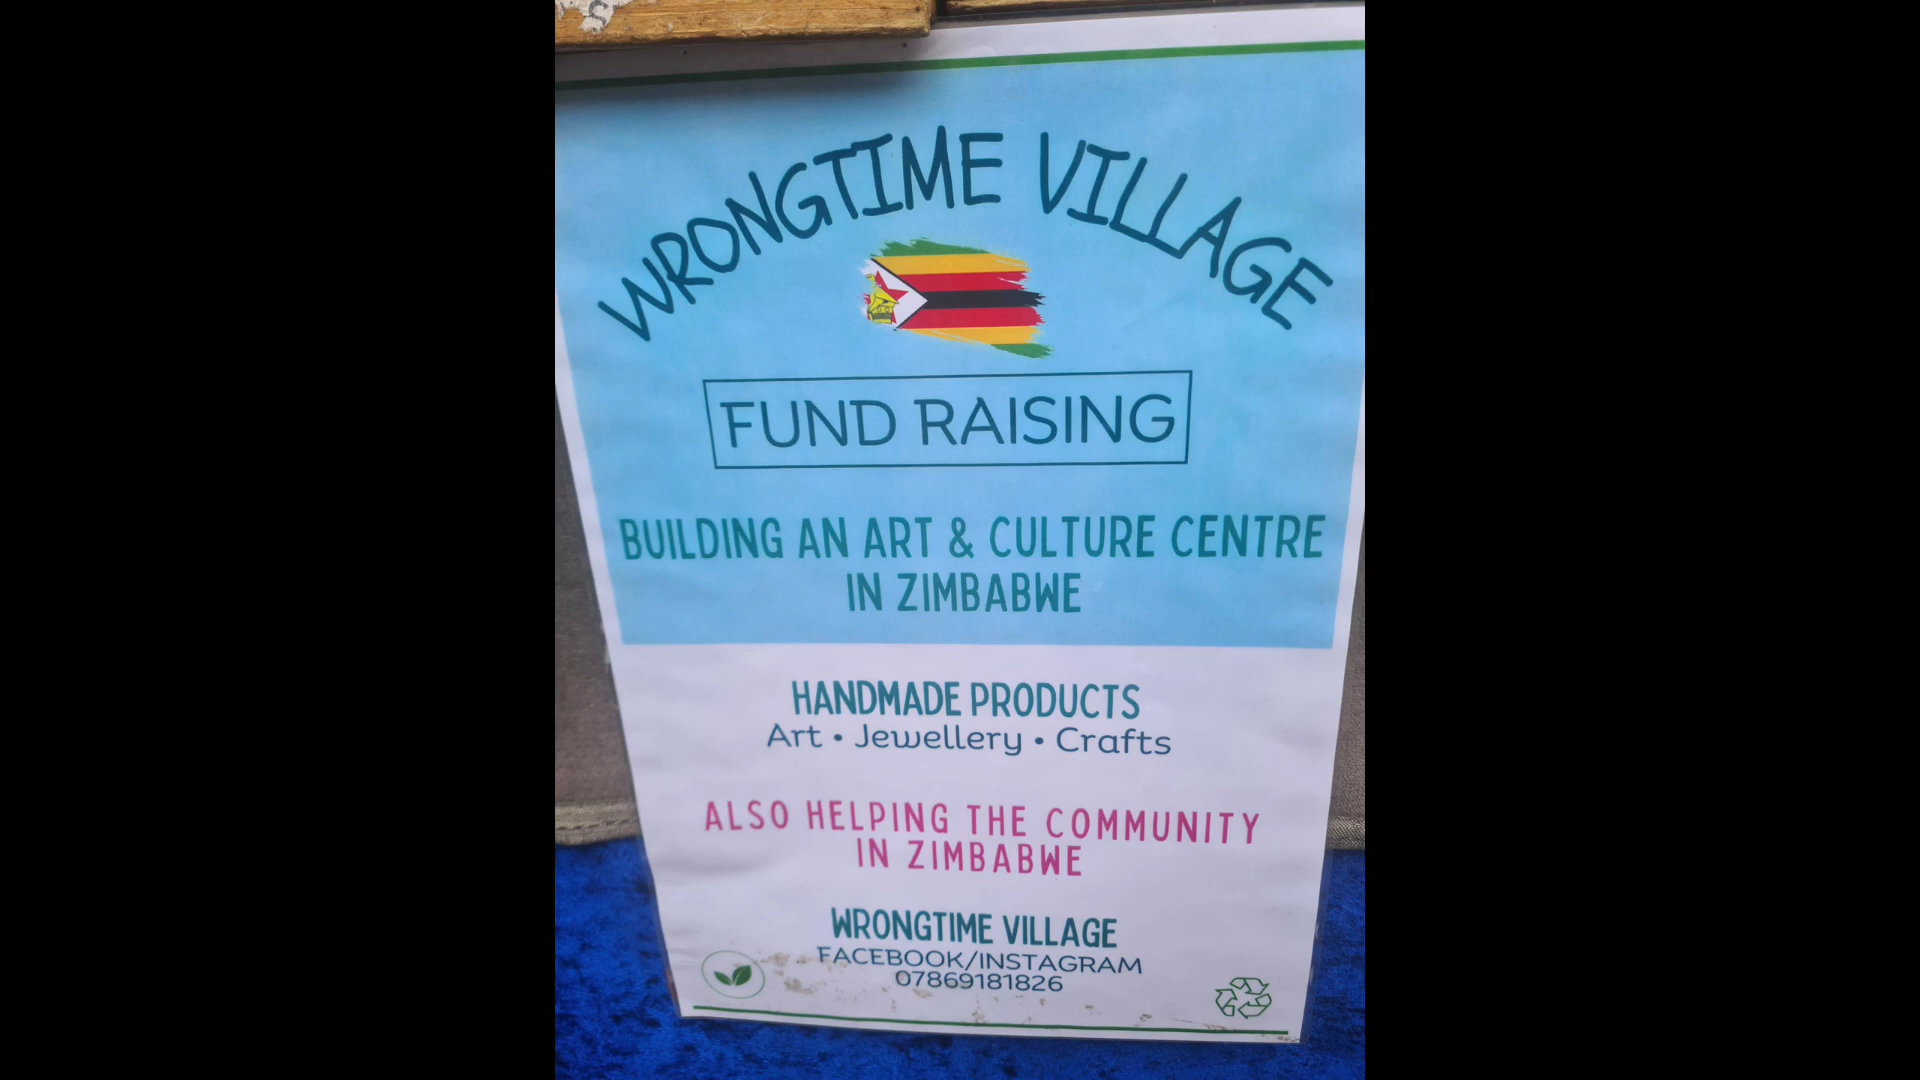 WRONGTIME VILLAGE
FUND RAISING
BUILDING AN ART & CULTURE CENTRE
IN ZIMBABWE
HANDMADE PRODUCTS
Art • Jewellery • Crafts
ALSO HELPING THE COMMUNITY
IN ZIMBABWE
WRONGTIME VILLAGE
FACEBOOK/INSTAGRAM
07869181826